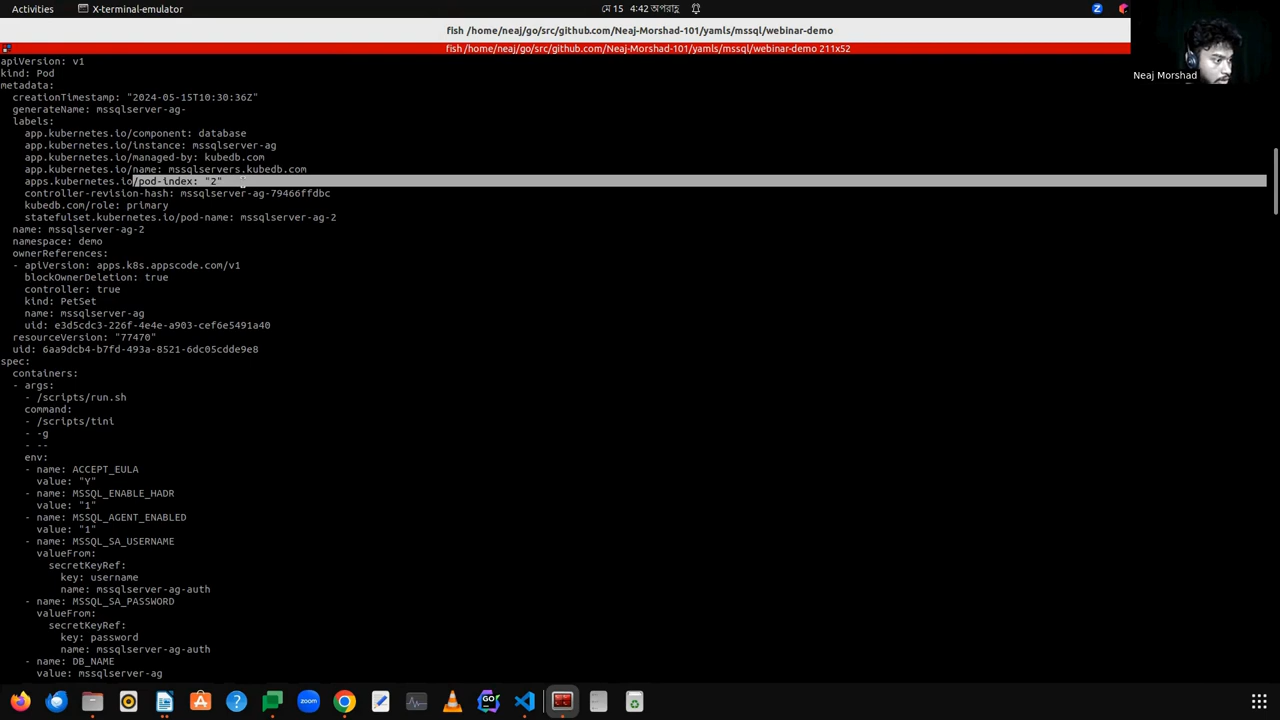 Activities
X-terminal-emulator
মে 15 4:42 অপরাহ্ন
fish /home/neaj/go/src/github.com/Neaj-Morshad-101/yamls/mssql/webinar-demo
fish /home/neaj/go/src/github.com/Neaj-Morshad-101/yamls/mssql/webinar-demo 211x52
Neaj Morshad
apiVersion: v1
kind: Pod
metadata:
  creationTimestamp: "2024-05-15T10:30:36Z"
  generateName: mssqlserver-ag-
  labels:
    app.kubernetes.io/component: database
    app.kubernetes.io/instance: mssqlserver-ag
    app.kubernetes.io/managed-by: kubedb.com
    app.kubernetes.io/name: mssqlservers.kubedb.com
    apps.kubernetes.io/pod-index: "2"
    controller-revision-hash: mssqlserver-ag-79466ffdbc
    kubedb.com/role: primary
    statefulset.kubernetes.io/pod-name: mssqlserver-ag-2
  name: mssqlserver-ag-2
  namespace: demo
  ownerReferences:
  - apiVersion: apps.k8s.appscode.com/v1
    blockOwnerDeletion: true
    controller: true
    kind: PetSet
    name: mssqlserver-ag
    uid: e3d5cdc3-226f-4e4e-a903-cef6e5491a40
  resourceVersion: "77470"
  uid: 6aa9dcb4-b7fd-493a-8521-6dc05cdde9e8
spec:
  containers:
  - args:
    - /scripts/run.sh
    command:
    - /scripts/tini
    - -g
    - --
    env:
    - name: ACCEPT_EULA
      value: "Y"
    - name: MSSQL_ENABLE_HADR
      value: "1"
    - name: MSSQL_AGENT_ENABLED
      value: "1"
    - name: MSSQL_SA_USERNAME
      valueFrom:
        secretKeyRef:
          key: username
          name: mssqlserver-ag-auth
    - name: MSSQL_SA_PASSWORD
      valueFrom:
        secretKeyRef:
          key: password
          name: mssqlserver-ag-auth
    - name: DB_NAME
      value: mssqlserver-ag
zoom
GO